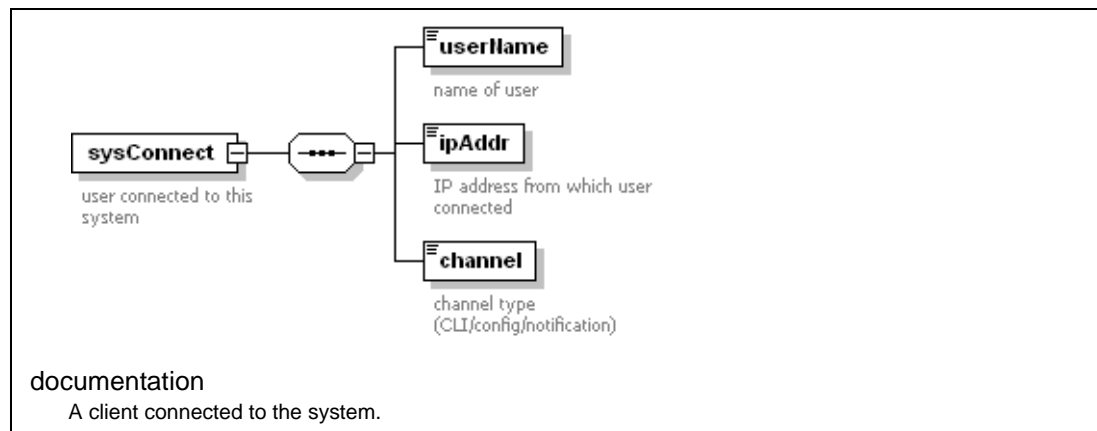 userName
name of user
sysConnect
user connected to this
system
ipAddr
IP address from which user
connected
channel
channel type
(CLI/config/notification)
documentation
A client connected to the system.